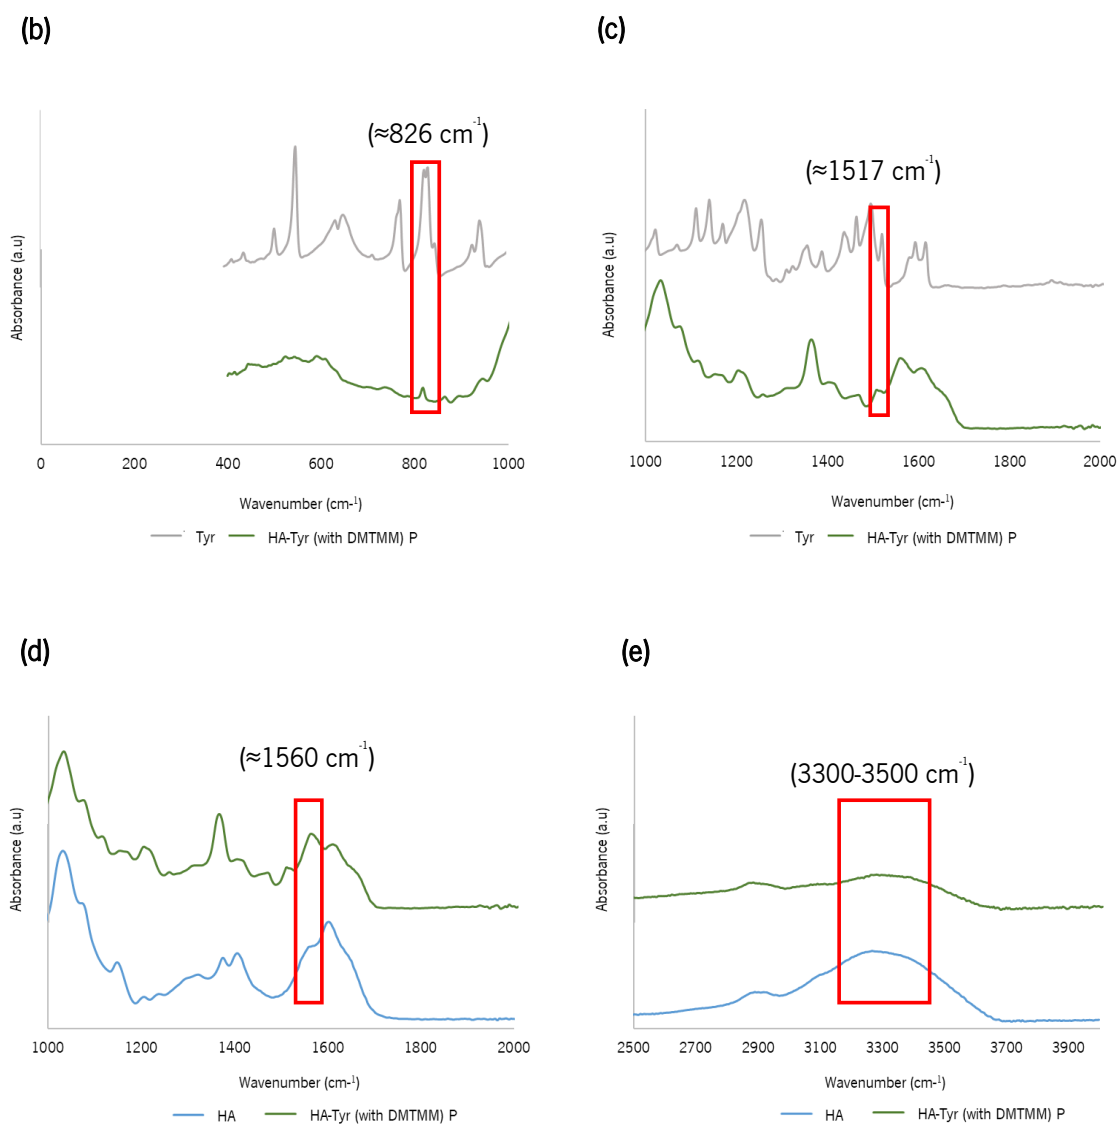 (b)
(≈826 cm-1)
Absorbance (a.u)
0 200 400 600 800 1000
Wavenumber (cm-1)
Tyr HA-Tyr (with DMTMM) P
(c)
(≈1517 cm-1)
Absorbance (a.u)
1000 1200 1400 1600 1800 2000
Wavenumber (cm-1)
Tyr HA-Tyr (with DMTMM) P
(d)
(≈1560 cm-1)
Absorbance (a.u)
1000 1200 1400 1600 1800 2000
Wavenumber (cm-1)
HA HA-Tyr (with DMTMM) P
(e)
(3300-3500 cm-1)
Absorbance (a.u)
2500 2700 2900 3100 3300 3500 3700 3900
Wavenumber (cm-1)
HA HA-Tyr (with DMTMM) P